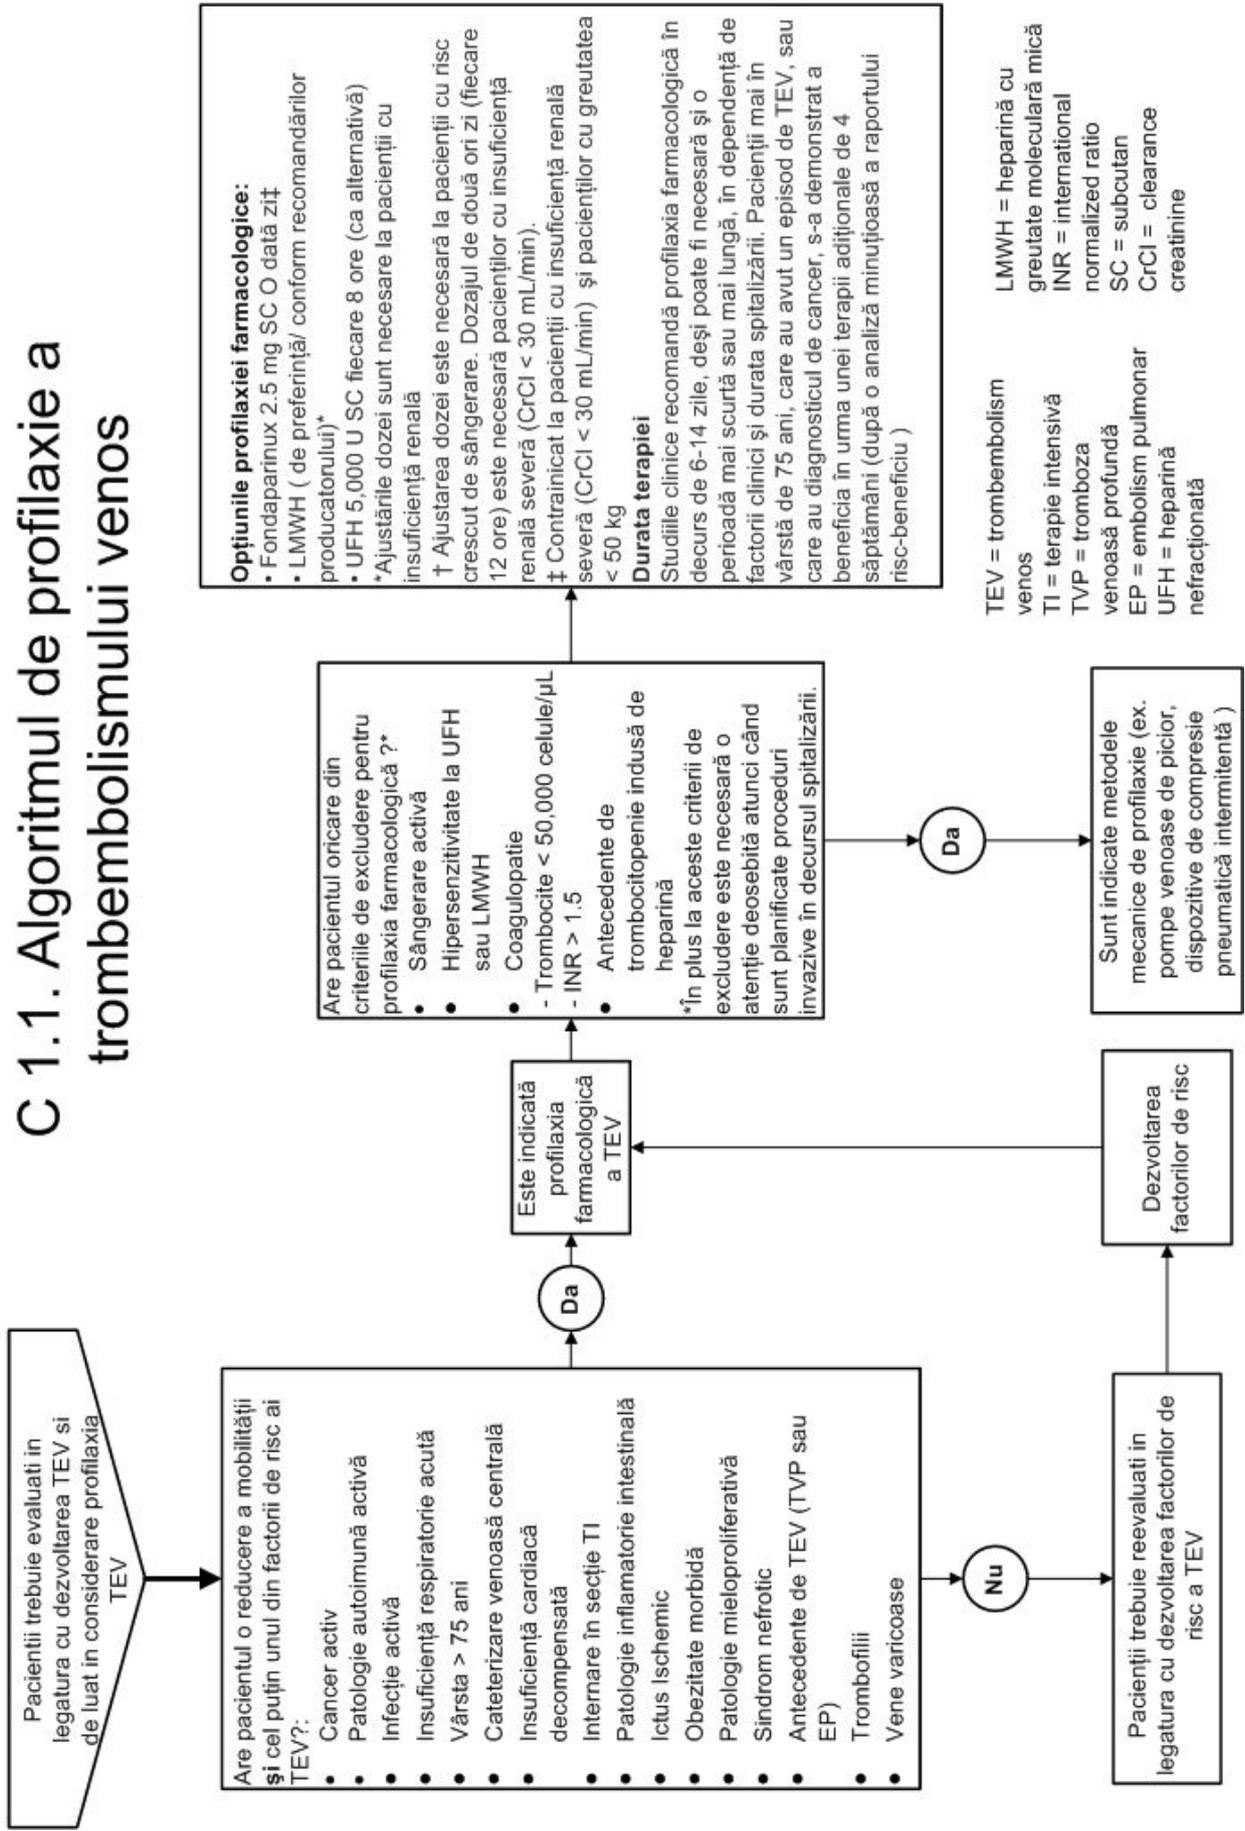 C 1.1. Algoritmul de profilaxie a
trombembolismului venos
Pacientii trebuie evaluati in
legatura cu dezvoltarea TEV si
de luat in considerare profilaxia
TEV
Are pacientul o reducere a mobilității
și cel puțin unul din factorii de risc ai
TEV?:
• Cancer activ
• Patologie autoimună activă
• Infecție activă
• Insuficiență respiratorie acută
• Vârsta > 75 ani
• Cateterizare venoasă centrală
• Insuficiență cardiacă
decompensată
• Internare în secție TI
• Patologie inflamatorie intestinală
• Ictus Ischemic
• Obezitate morbidă
• Patologie mieloproliferativă
• Sindrom nefrotic
• Antecedente de TEV (TVP sau
EP)
• Trombofilii
• Vene varicoase
Da
Nu
Pacienții trebuie reevaluati in
legatura cu dezvoltarea factorilor de
risc a TEV
Dezvoltarea
factorilor de risc
Este indicată
profilaxia
farmacologică
a TEV
Are pacientul oricare din
criteriile de excludere pentru
profilaxia farmacologică ?*
• Sângerare activă
• Hipersenzitivitate la UFH
sau LMWH
• Coagulopatie
- Trombocite < 50,000 celule/µL
- INR > 1.5
• Antecedente de
trombocitopenie indusă de
heparină
*În plus la aceste criterii de
excludere este necesară o
atenție deosebită atunci când
sunt planificate proceduri
invazive în decursul spitalizării.
Da
Sunt indicate metodele
mecanice de profilaxie (ex.
pompe venoase de picior,
dispozitive de compresie
pneumatică intermitentă )
Opțiunile profilaxiei farmacologice:
• Fondaparinux 2.5 mg SC O dată zi‡
• LMWH ( de preferință/ conform recomandărilor
producatorului)*
• UFH 5,000 U SC fiecare 8 ore (ca alternativă)
*Ajustările dozei sunt necesare la pacienții cu
insuficiență renală
† Ajustarea dozei este necesară la pacienții cu risc
crescut de sângerare. Dozajul de două ori zi (fiecare
12 ore) este necesară pacienților cu insuficiență
renală severă (CrCl < 30 mL/min).
‡ Contrainicat la pacienții cu insuficiență renală
severă (CrCl < 30 mL/min) și pacienților cu greutatea
< 50 kg
Durata terapiei
Studiile clinice recomandă profilaxia farmacologică în
decurs de 6-14 zile, deși poate fi necesară și o
perioadă mai scurtă sau mai lungă, în dependență de
factorii clinici și durata spitalizării. Pacienții mai în
vârstă de 75 ani, care au avut un episod de TEV, sau
care au diagnosticul de cancer, s-a demonstrat a
beneficia în urma unei terapii adiționale de 4
săptămâni (după o analiză minuțioasă a raportului
risc-beneficiu )
TEV = trombembolism
venos
TI = terapie intensivă
TVP = tromboza
venoasă profundă
EP = embolism pulmonar
UFH = heparină
nefracționată
LMWH = heparină cu
greutate moleculară mică
INR = international
normalized ratio
SC = subcutan
CrCl = clearance
creatinine